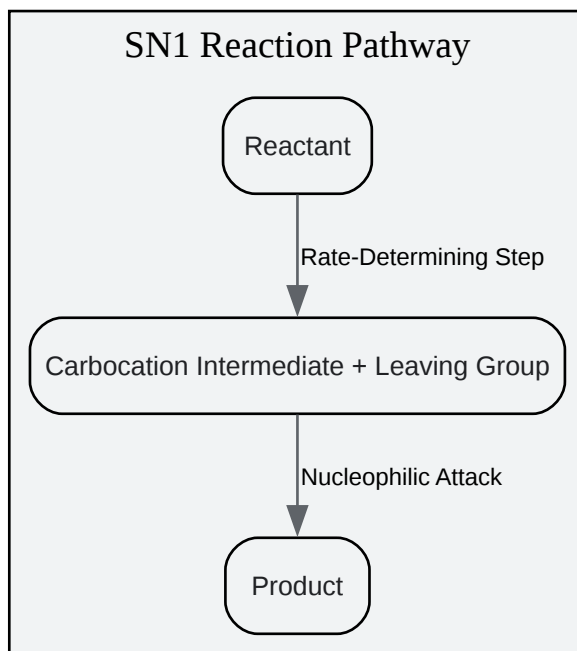 SN1 Reaction Pathway
Reactant
Rate-Determining Step
Carbocation Intermediate + Leaving Group
Nucleophilic Attack
Product